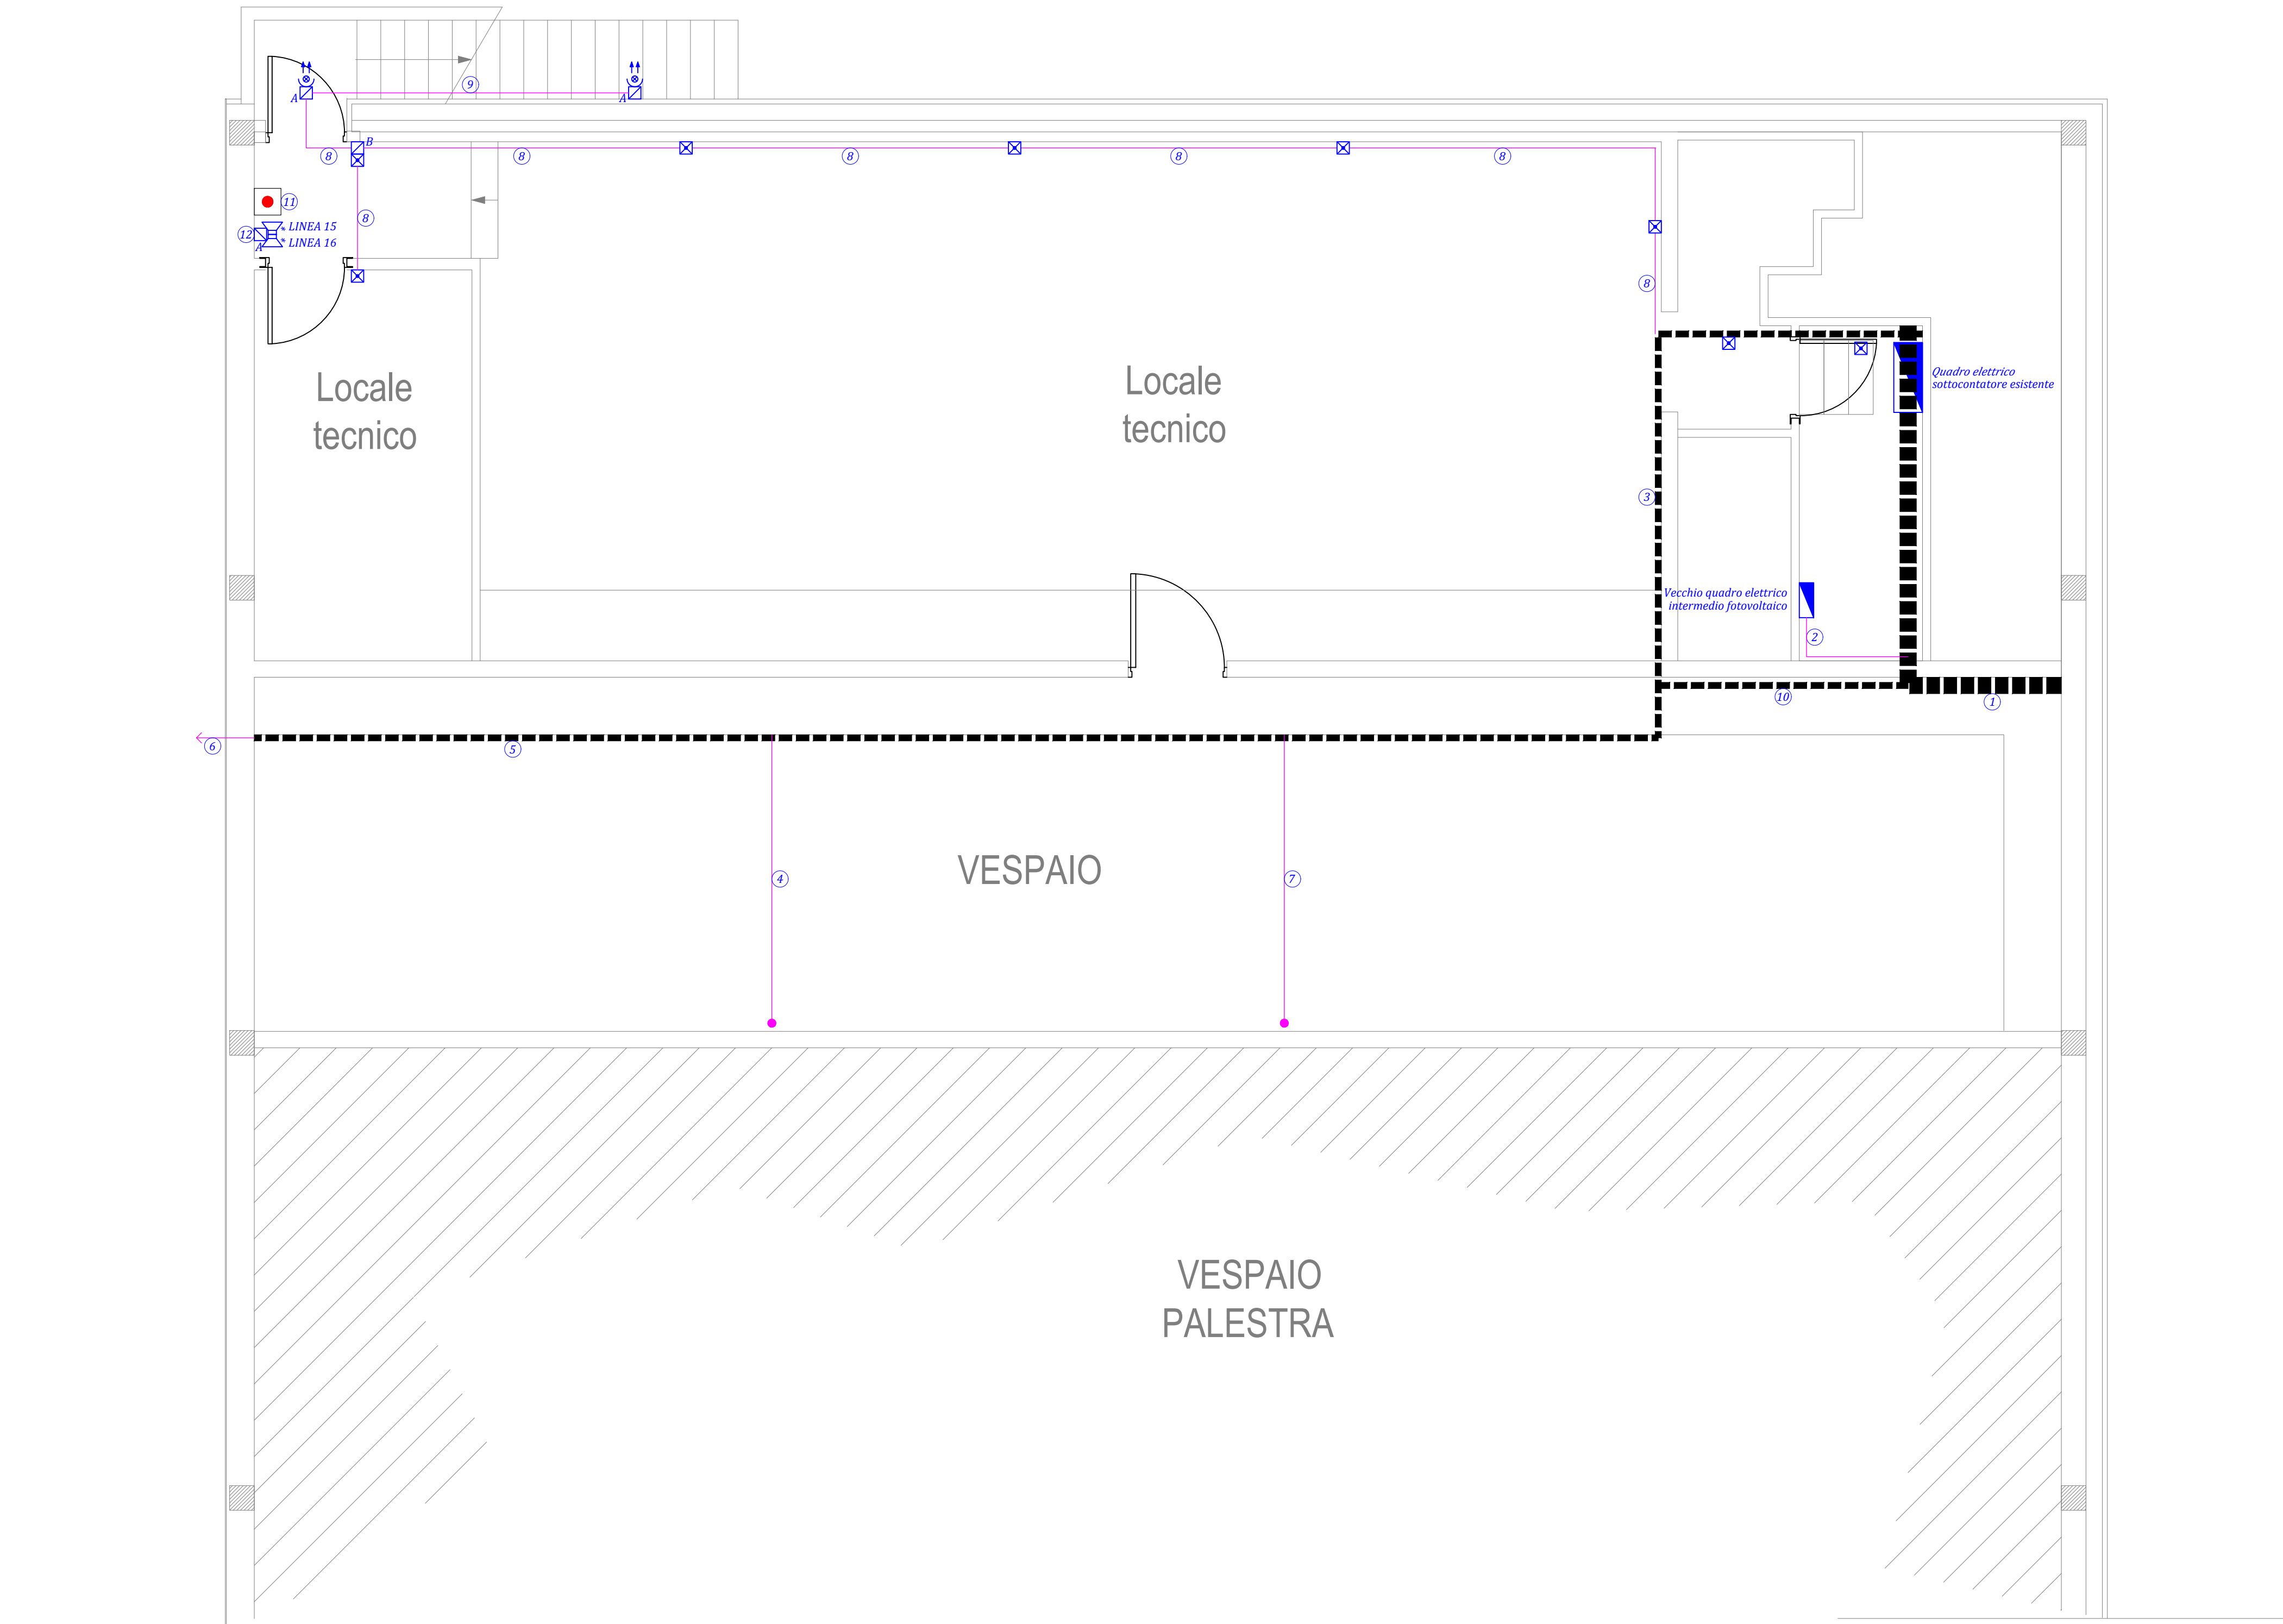 9
A
A
B
8
8
8
8
8
11
8
* LINEA 15
12
* LINEA 16
A
8
Quadro elettrico
sottocontatore esistente
Locale
tecnico
Locale
tecnico
3
Vecchio quadro elettrico
intermedio fotovoltaico
2
10
1
6
5
VESPAIO
4
7
VESPAIO
PALESTRA